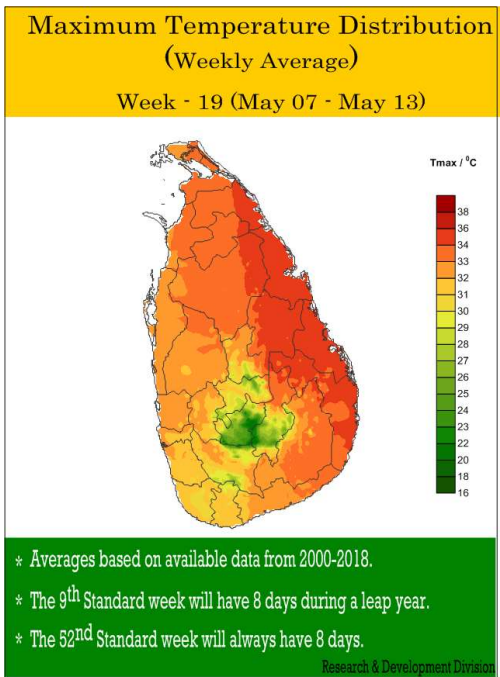 Maximum Temperature Distribution
(Weekly Average)
Week - 19 (May 07 - May 13)
Tmax / ⁰C
38
36
34
33
32
31
30
29
28
27
26
25
24
23
22
20
18
16
* Averages based on available data from 2000-2018.
* The 9th Standard week will have 8 days during a leap year.
* The 52nd Standard week will always have 8 days.
Research & Development Division